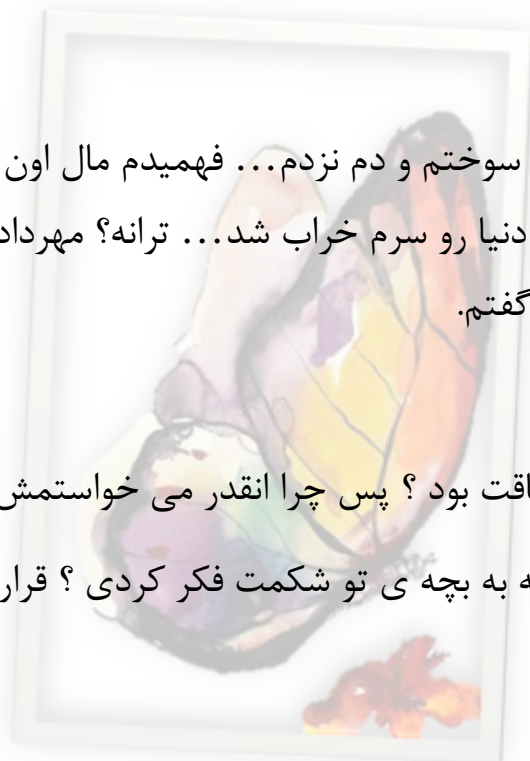 سوختم و دم نزدم... فهمیدم مال اون
دنیا رو سرم خراب شد... ترانه؟ مهرداد
گفتم.
اقت بود ؟ پس چرا انقدر می خواستمش
ه به بچه ی تو شکمت فکر کردی ؟ قرار